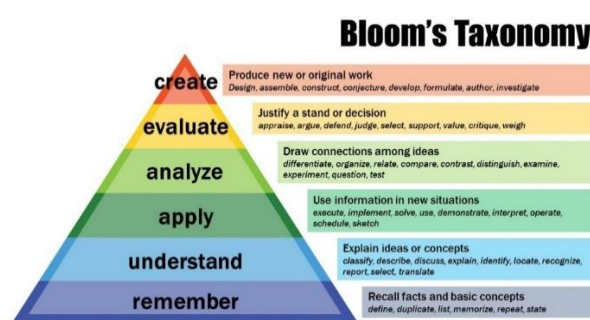 Bloom's Taxonomy
create
Produce new or original work
Design, assemble, construct, conjecture, develop, formulate, author, investigate
evaluate
Justify a stand or decision
appraise, argue, defend, judge, select, support, value, critique, weigh
analyze
Draw connections among ideas
differentiate, organize, relate, compare, contrast, distinguish, examine,
experiment, question, test
apply
Use information in new situations
execute, implement, solve, use, demonstrate, interpret, operate,
schedule, sketch
understand
Explain ideas or concepts
classify, describe, discuss, explain, identify, locate, recognize,
report, select, translate
remember
Recall facts and basic concepts
define, duplicate, list, memorize, repeat, state